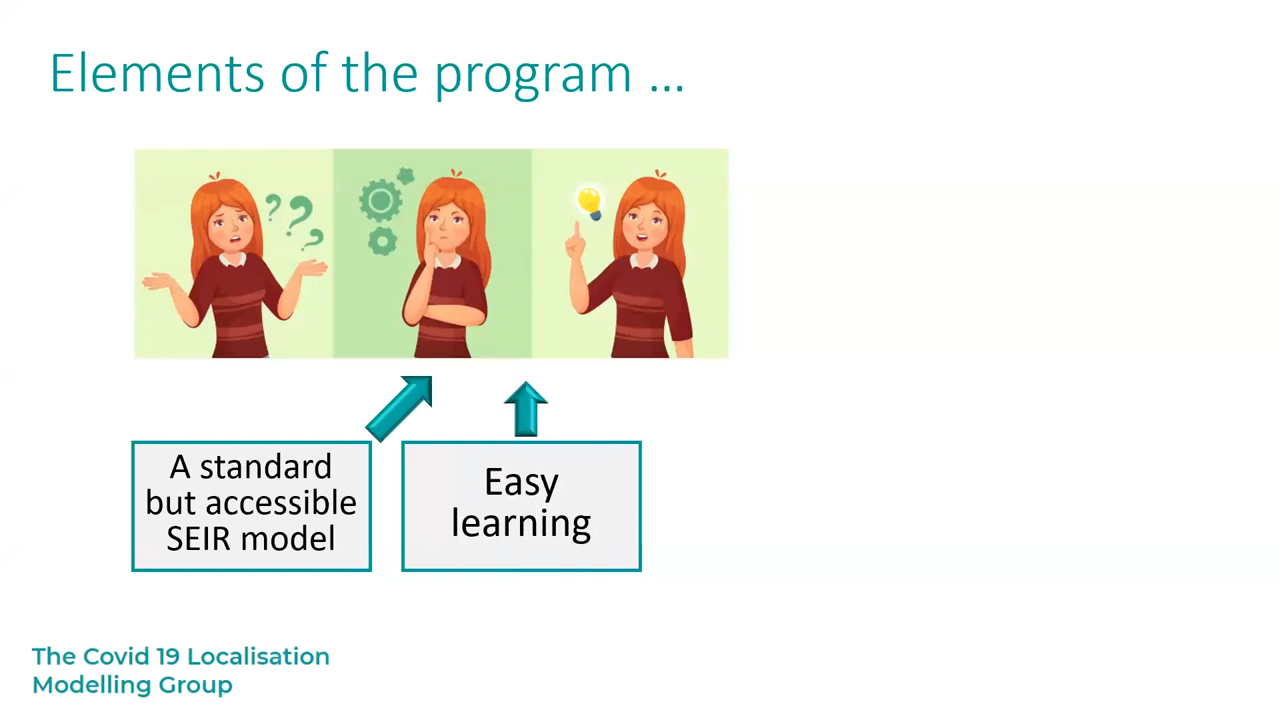 Elements of the program ...
A standard
but accessible
SEIR model
Easy
learning
The Covid 19 Localisation
Modelling Group